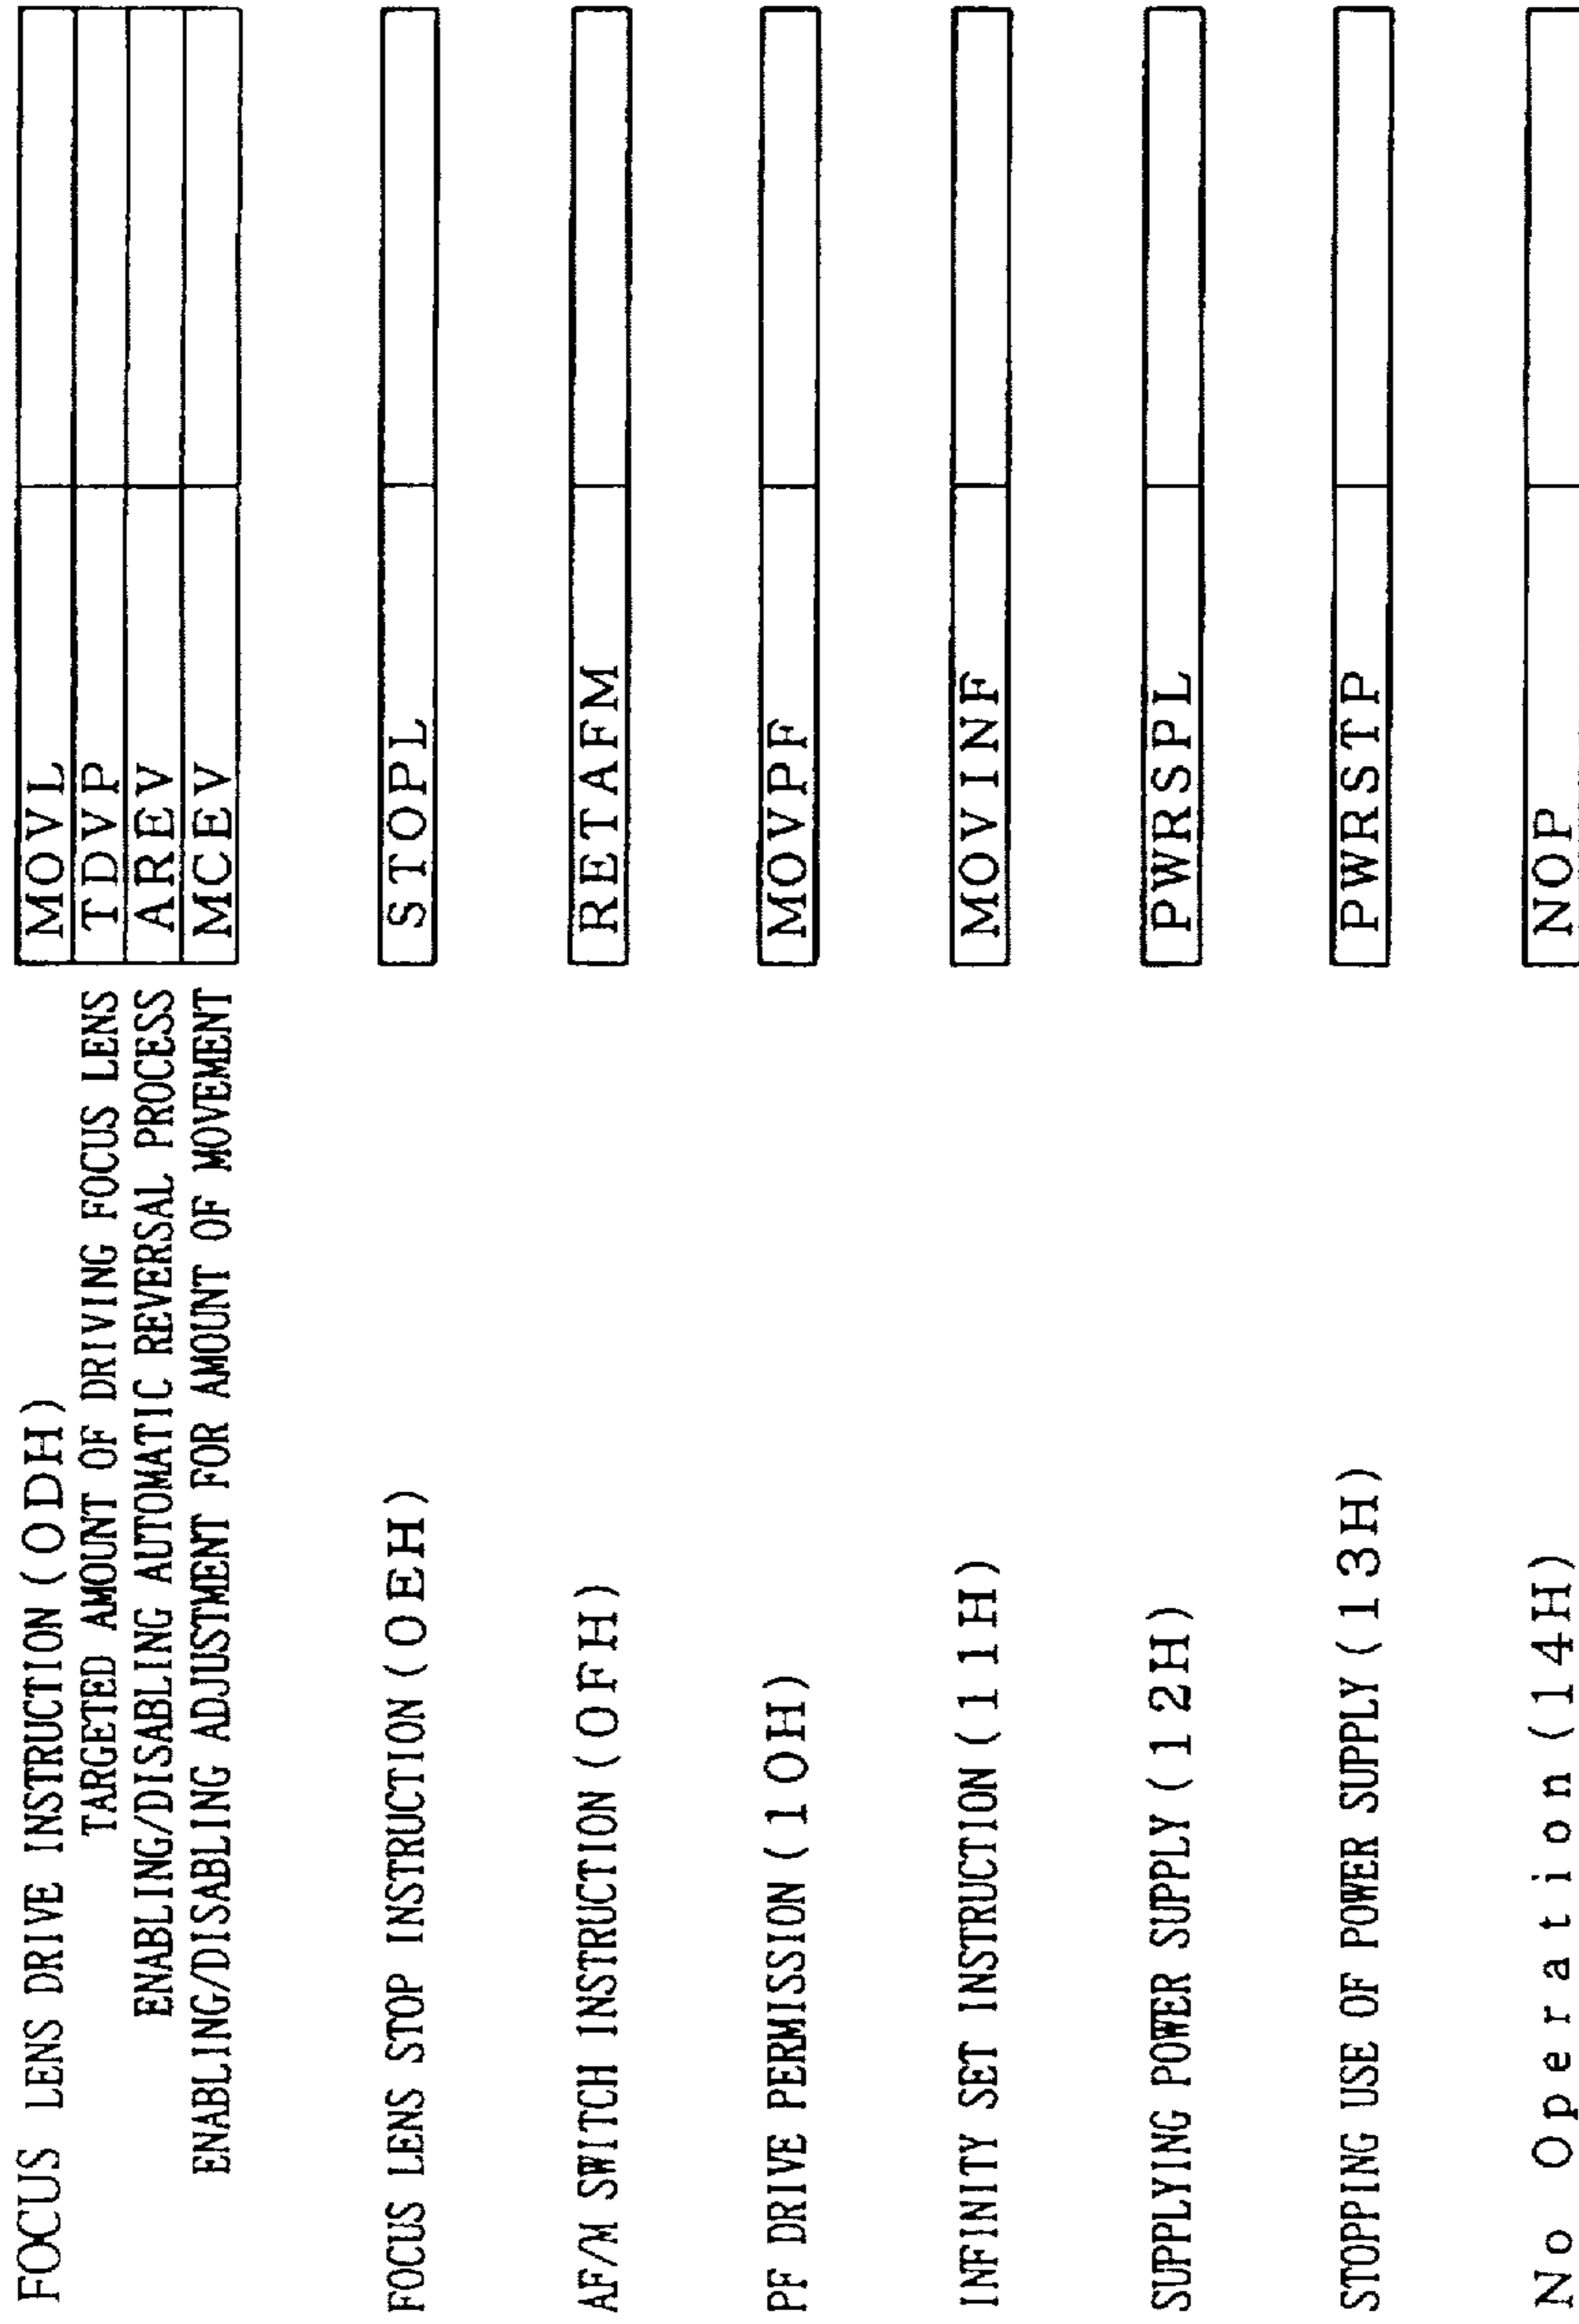 FOCUS LENS DRIVE INSTRUCTION (0DH) MOVL
TARGETED AMOUNT OF DRIVING FOCUS LENS TDVP
ENABLING/DISABLING AUTOMATIC REVERSAL PROCESS AREV
ENABLING/DISABLING ADJUSTMENT FOR AMOUNT OF MOVEMENT MCEV
FOCUS LENS STOP INSTRUCTION (0EH) STOPL
AF/M SWITCH INSTRUCTION (0FH) RETAFM
PF DRIVE PERMISSION (10H) MOVPF
INFINITY SET INSTRUCTION (11H) MOVINF
SUPPLYING POWER SUPPLY (12H) PWRSPL
STOPPING USE OF POWER SUPPLY (13H) PWRSTP
No Operation (14H) NOP